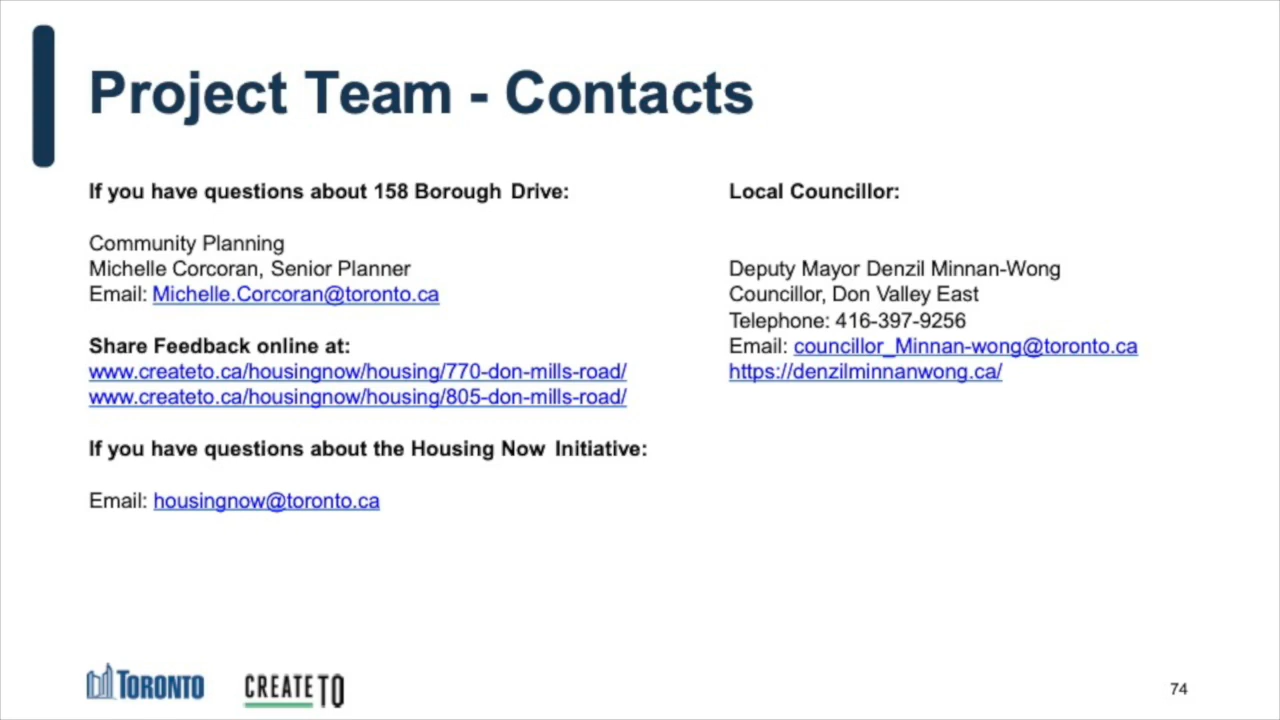 Project Team - Contacts
If you have questions about 158 Borough Drive:
Community Planning
Michelle Corcoran, Senior Planner
Email: Michelle.Corcoran@toronto.ca
Share Feedback online at:
www.createto.ca/housingnow/housing/770-don-mills-road/
www.createto.ca/housingnow/housing/805-don-mills-road/
If you have questions about the Housing Now Initiative:
Email: housingnow@toronto.ca
Local Councillor:
Deputy Mayor Denzil Minnan-Wong
Councillor, Don Valley East
Telephone: 416-397-9256
Email: councillor_Minnan-wong@toronto.ca
https://denzilminnanwong.ca/
TORONTO
CREATE TO
74